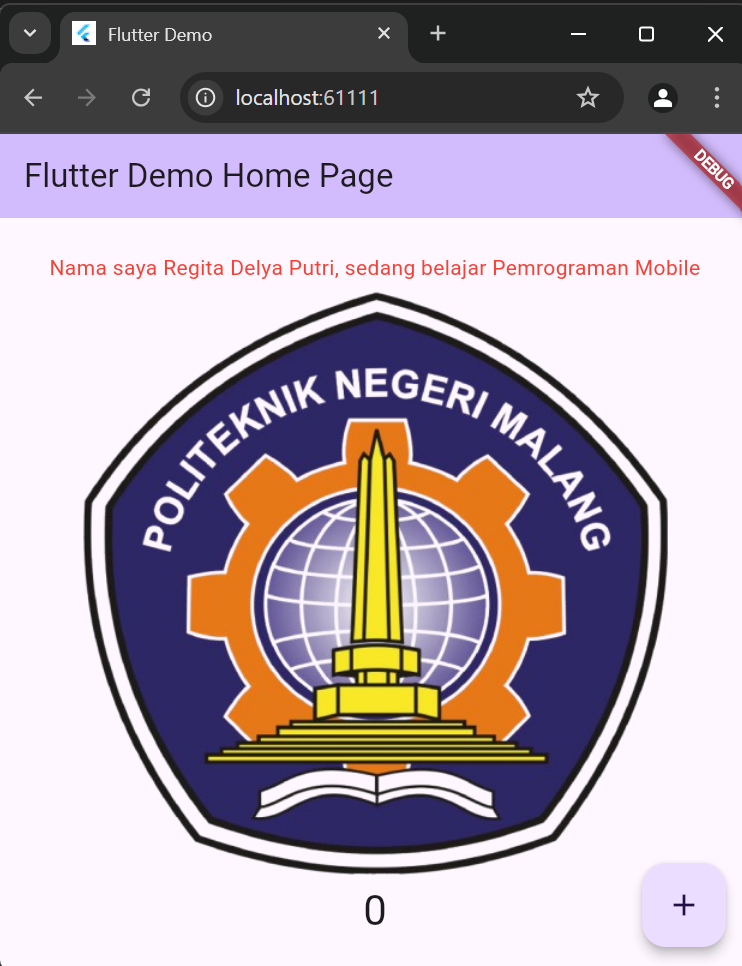 Flutter Demo
localhost:61111
Flutter Demo Home Page
DEBUG
Nama saya Regita Delya Putri, sedang belajar Pemrograman Mobile
POLITEKNIK NEGERI MALANG
0